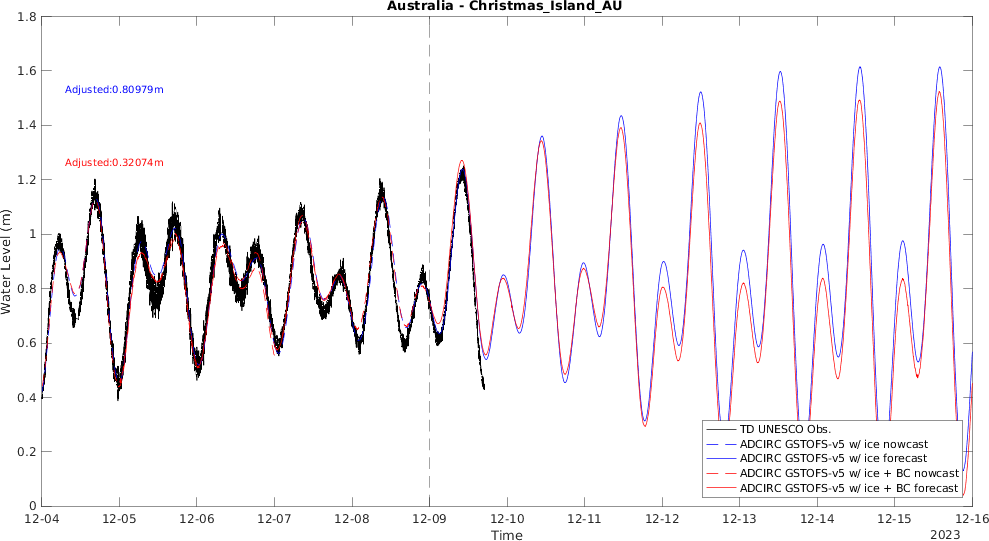 Australia - Christmas_Island_AU
1.8
1.6
1.4
1.2
1
0.8
0.6
0.4
0.2
0
Water Level (m)
Adjusted:0.80979m
Adjusted:0.32074m
TD UNESCO Obs.
ADCIRC GSTOFS-v5 w/ ice nowcast
ADCIRC GSTOFS-v5 w/ ice forecast
ADCIRC GSTOFS-v5 w/ ice + BC nowcast
ADCIRC GSTOFS-v5 w/ ice + BC forecast
12-04 12-05 12-06 12-07 12-08 12-09 12-10 12-11 12-12 12-13 12-14 12-15 12-16
Time
2023